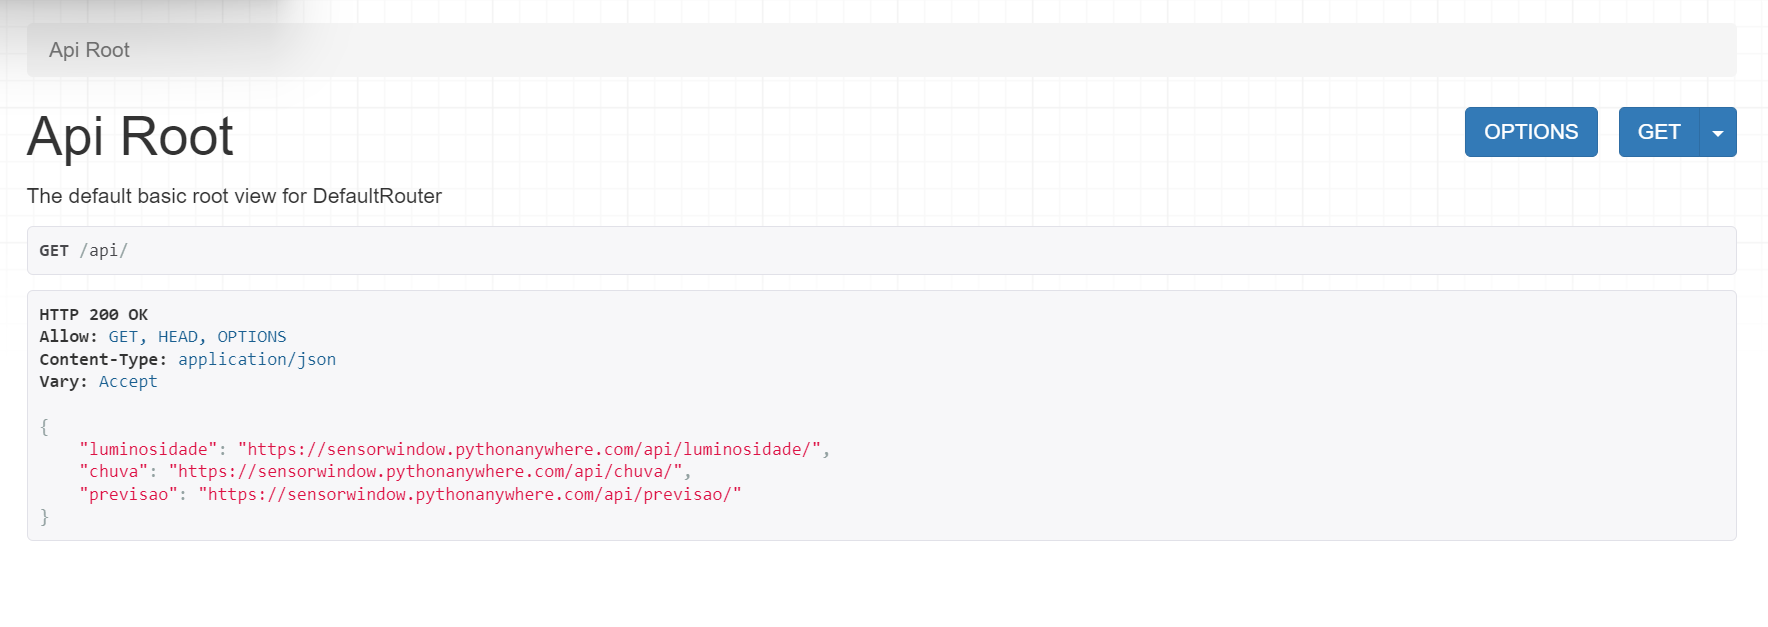 Api Root
Api Root
OPTIONS
GET
The default basic root view for DefaultRouter
GET /api/
HTTP 200 OK
Allow: GET, HEAD, OPTIONS
Content-Type: application/json
Vary: Accept
{
    "luminosidade": "https://sensorwindow.pythonanywhere.com/api/luminosidade/",
    "chuva": "https://sensorwindow.pythonanywhere.com/api/chuva/",
    "previsao": "https://sensorwindow.pythonanywhere.com/api/previsao/"
}